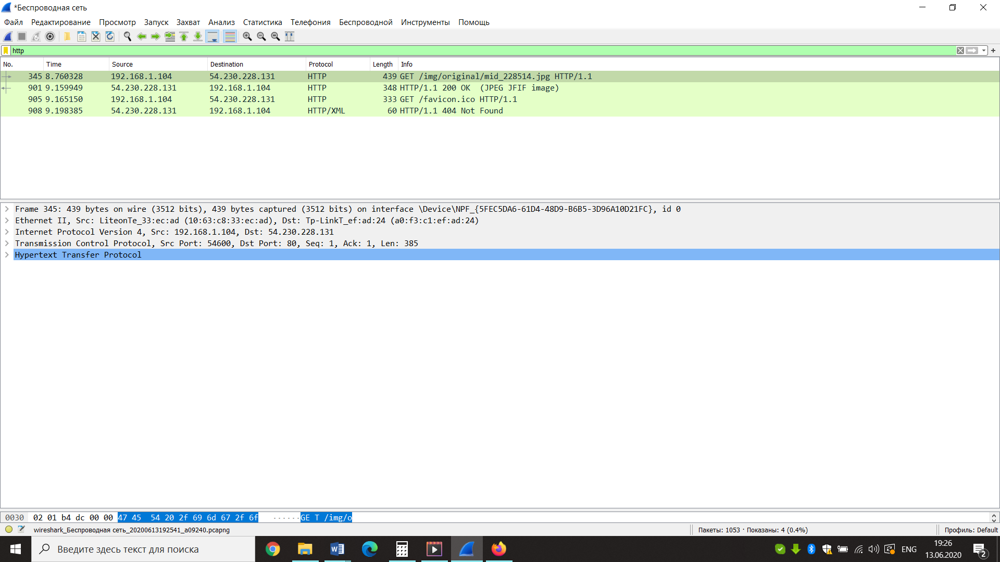 *Беспроводная сеть
Файл Редактирование Просмотр Запуск Захват Анализ Статистика Телефония Беспроводной Инструменты Помощь
http
No. Time Source Destination Protocol Length Info
345 8.760328 192.168.1.104 54.230.228.131 HTTP 439 GET /img/original/mid_228514.jpg HTTP/1.1
901 9.159949 54.230.228.131 192.168.1.104 HTTP 348 HTTP/1.1 200 OK (JPEG JFIF image)
905 9.165150 192.168.1.104 54.230.228.131 HTTP 333 GET /favicon.ico HTTP/1.1
908 9.198385 54.230.228.131 192.168.1.104 HTTP/XML 60 HTTP/1.1 404 Not Found
Frame 345: 439 bytes on wire (3512 bits), 439 bytes captured (3512 bits) on interface \Device\NPF_{5FEC5DA6-61D4-48D9-B6B5-3D96A10D21FC}, id 0
Ethernet II, Src: LiteonTe_33:ec:ad (10:63:c8:33:ec:ad), Dst: Tp-LinkT_ef:ad:24 (a0:f3:c1:ef:ad:24)
Internet Protocol Version 4, Src: 192.168.1.104, Dst: 54.230.228.131
Transmission Control Protocol, Src Port: 54600, Dst Port: 80, Seq: 1, Ack: 1, Len: 385
Hypertext Transfer Protocol
0030 02 01 b4 dc 00 00 47 45 54 20 2f 69 6d 67 2f 6f ······GE T /img/o
wireshark_Беспроводная сеть_20200613192541_a09240.pcapng
Пакеты: 1053 · Показаны: 4 (0.4%)
Профиль: Default
Введите здесь текст для поиска
ENG
19:26
13.06.2020
2